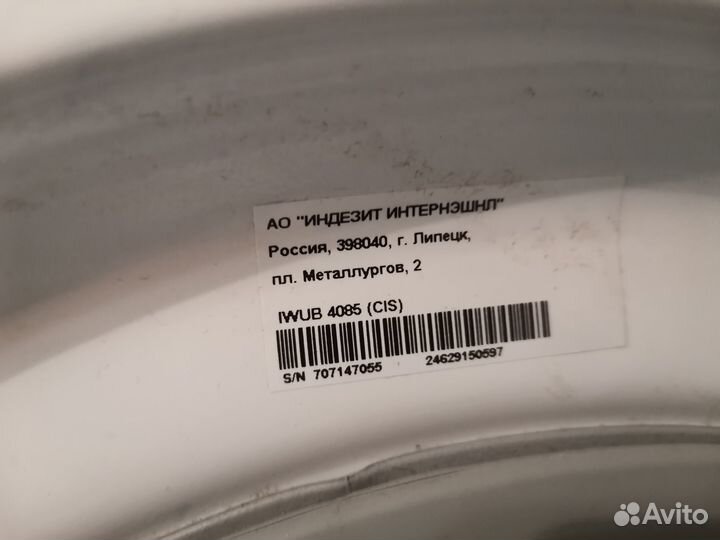 АО "ИНДЕЗИТ ИНТЕРНЭШНЛ"
Россия, 398040, г. Липецк,
пл. Металлургов, 2
IWUB 4085 (CIS)
S/N 707147055 24629150597
Avito